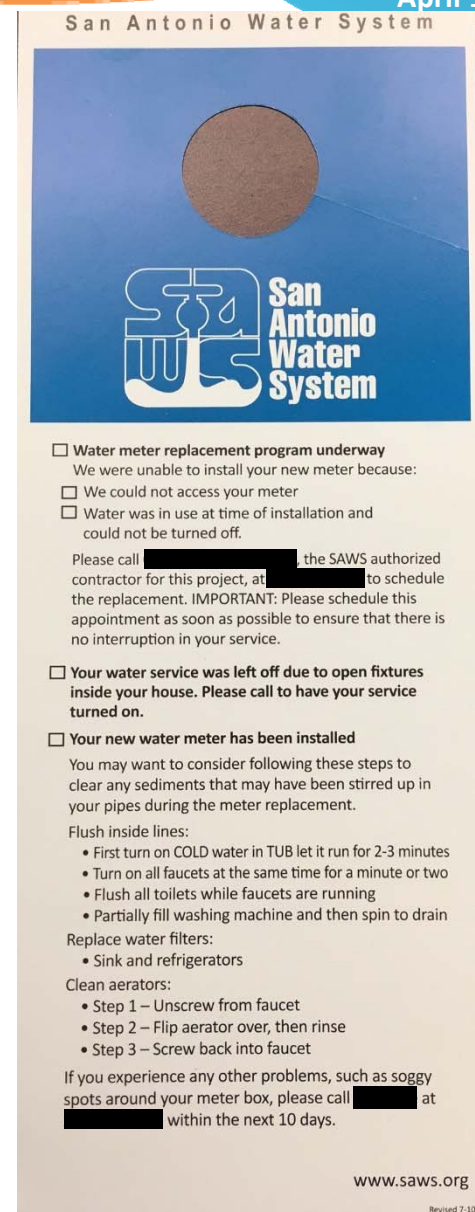 April
San Antonio Water System
SAWS
San
Antonio
Water
System
☐ Water meter replacement program underway
We were unable to install your new meter because:
☐ We could not access your meter
☐ Water was in use at time of installation and
could not be turned off.
Please call , the SAWS authorized
contractor for this project, at to schedule
the replacement. IMPORTANT: Please schedule this
appointment as soon as possible to ensure that there is
no interruption in your service.
☐ Your water service was left off due to open fixtures
inside your house. Please call to have your service
turned on.
☐ Your new water meter has been installed
You may want to consider following these steps to
clear any sediments that may have been stirred up in
your pipes during the meter replacement.
Flush inside lines:
• First turn on COLD water in TUB let it run for 2-3 minutes
• Turn on all faucets at the same time for a minute or two
• Flush all toilets while faucets are running
• Partially fill washing machine and then spin to drain
Replace water filters:
• Sink and refrigerators
Clean aerators:
• Step 1 – Unscrew from faucet
• Step 2 – Flip aerator over, then rinse
• Step 3 – Screw back into faucet
If you experience any other problems, such as soggy
spots around your meter box, please call at
within the next 10 days.
www.saws.org
Revised 7-10